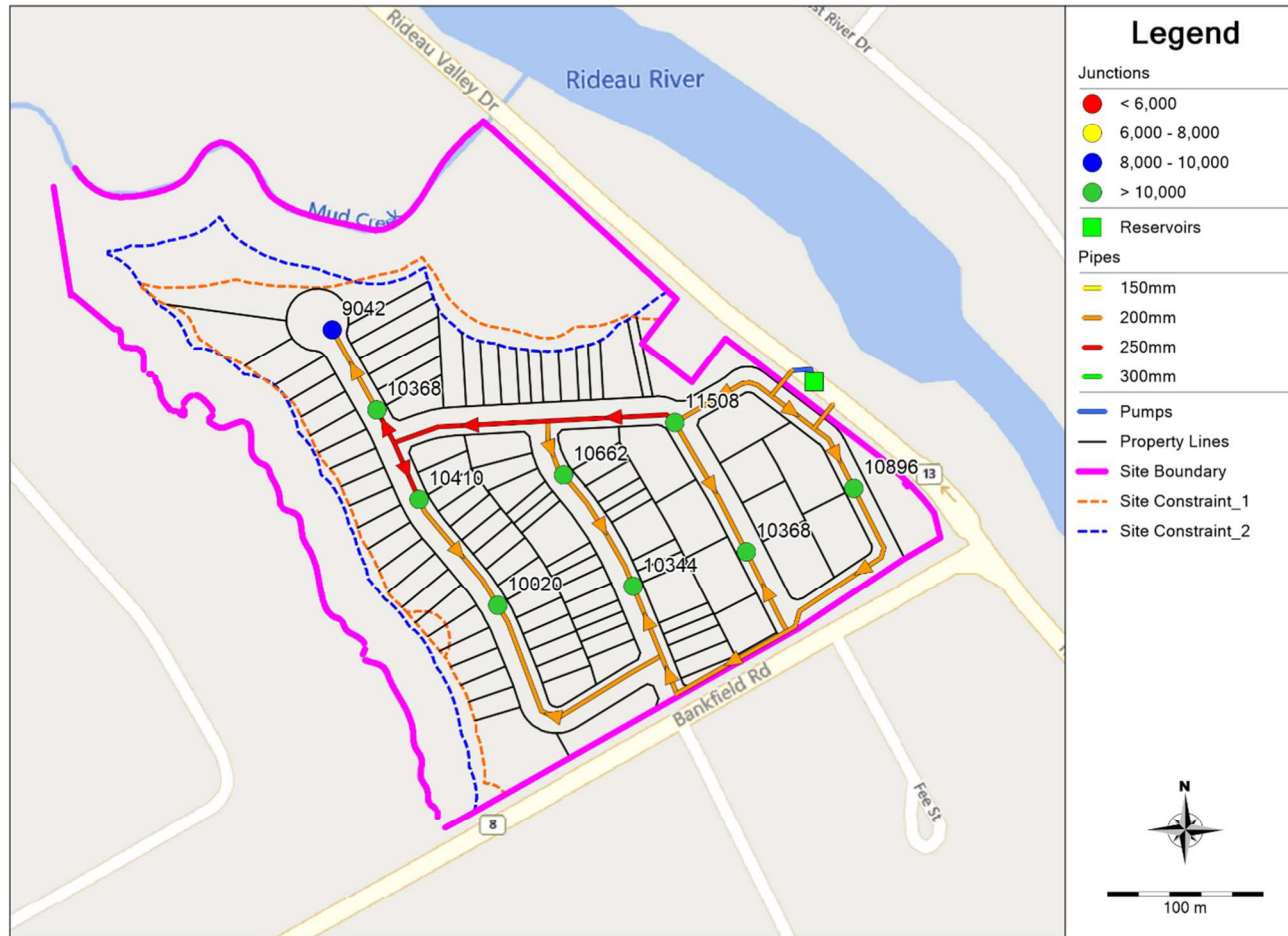 Rideau Valley Dr
Rideau River
st River Dr
Mud Creek
9042
10368
11508
10662
10410
10896
13
10368
10344
10020
Bankfield Rd
8
Fee St
Legend
Junctions
< 6,000
6,000 - 8,000
8,000 - 10,000
> 10,000
Reservoirs
Pipes
150mm
200mm
250mm
300mm
Pumps
Property Lines
Site Boundary
Site Constraint_1
Site Constraint_2
N
100 m